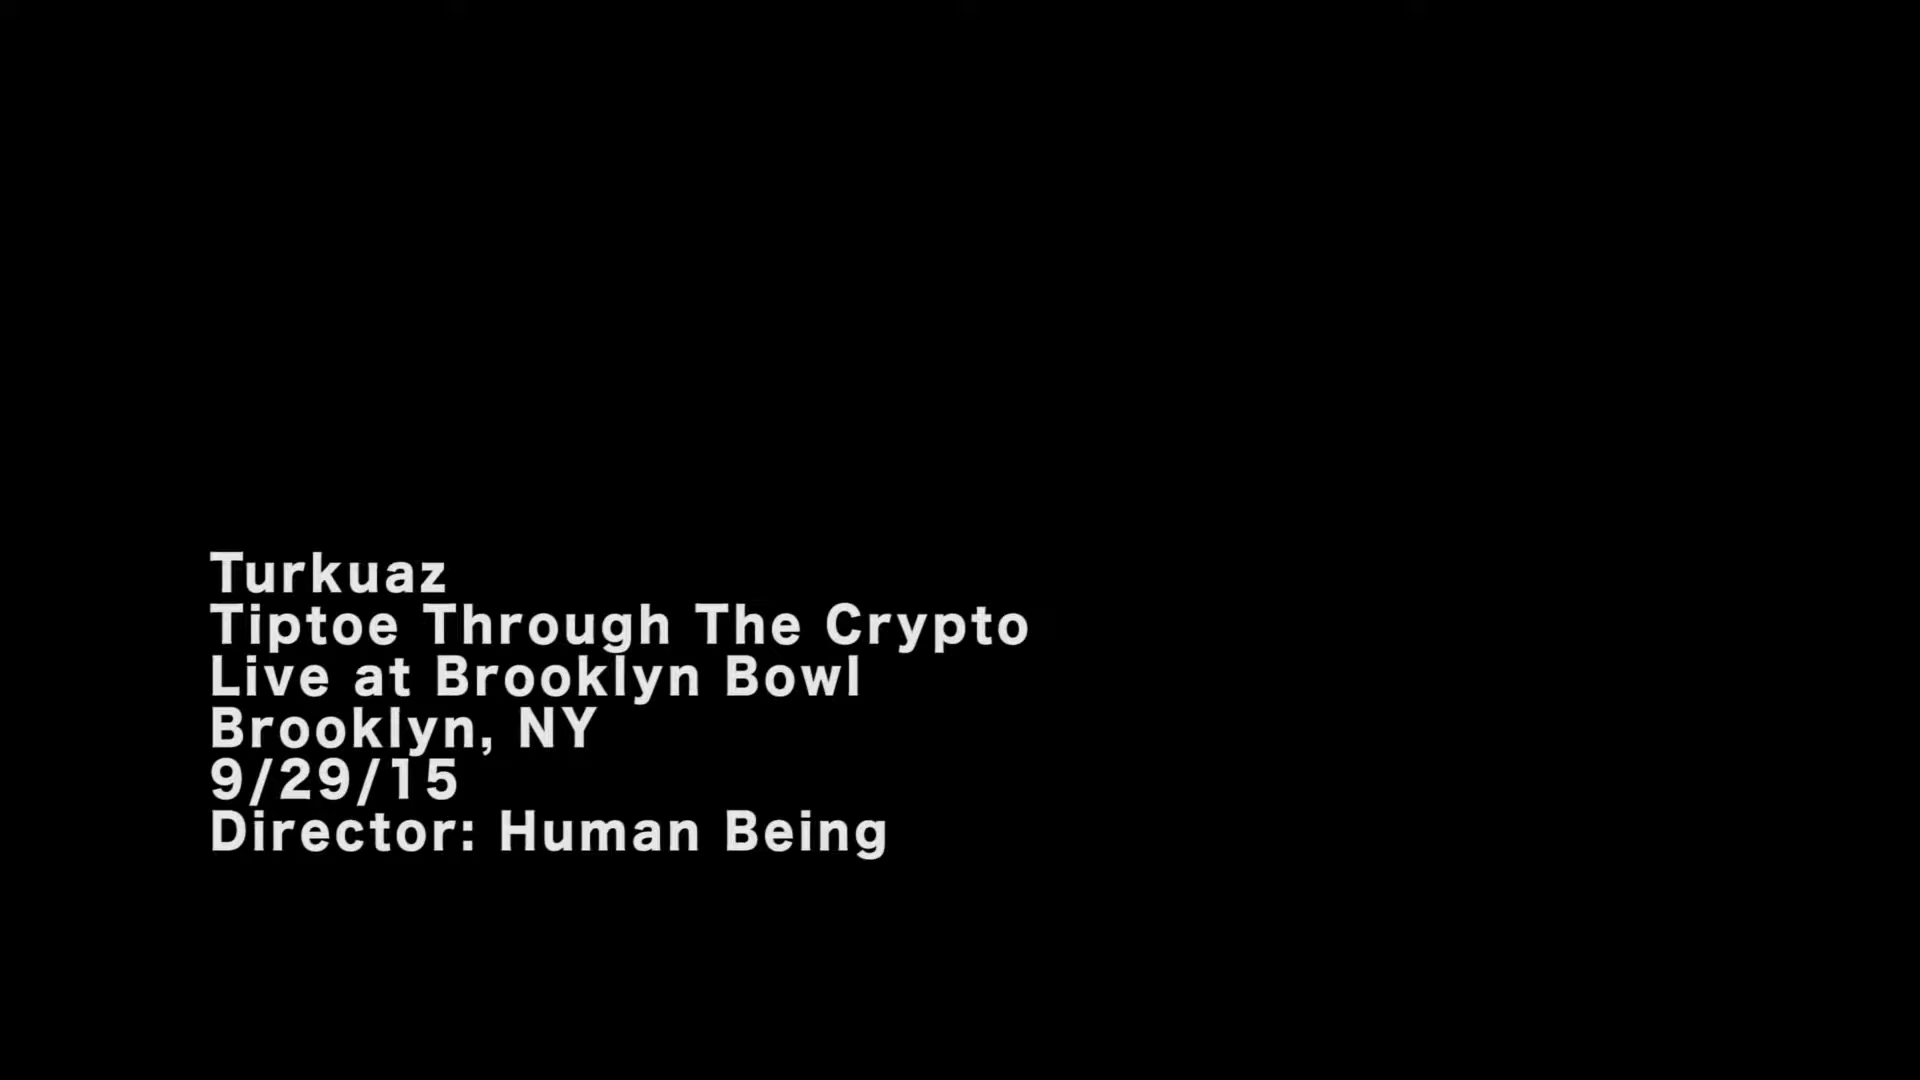 Turkuaz
Tiptoe Through The Crypto
Live at Brooklyn Bowl
Brooklyn, NY
9/29/15
Director: Human Being